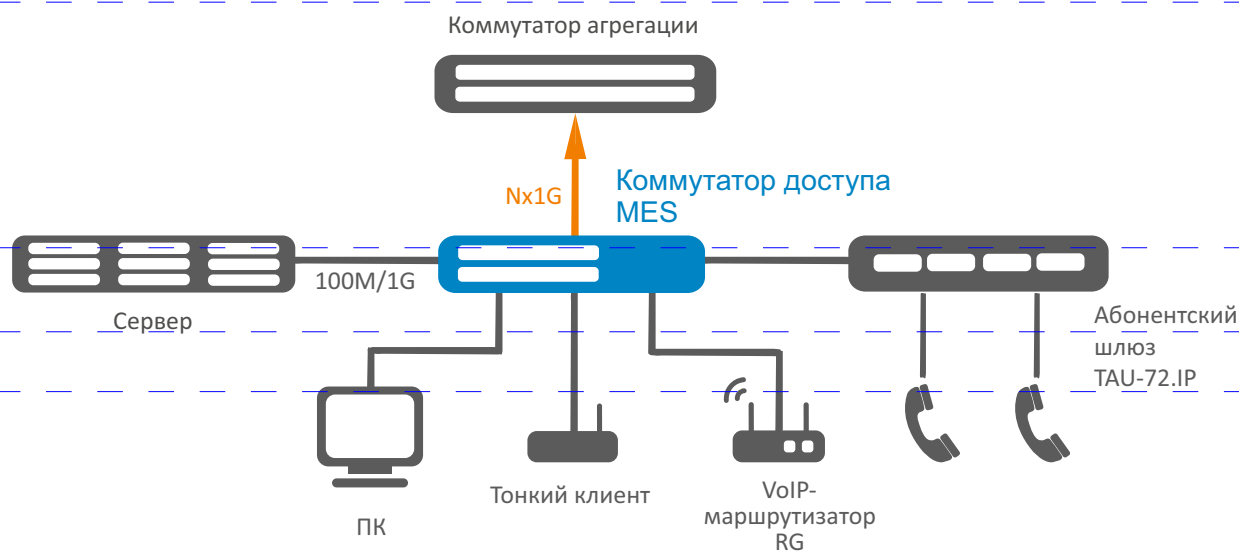 Коммутатор агрегации
Nx1G
Коммутатор доступа
MES
100M/1G
Сервер
Абонентский
шлюз
TAU-72.IP
ПК
Тонкий клиент
VoIP-
маршрутизатор
RG